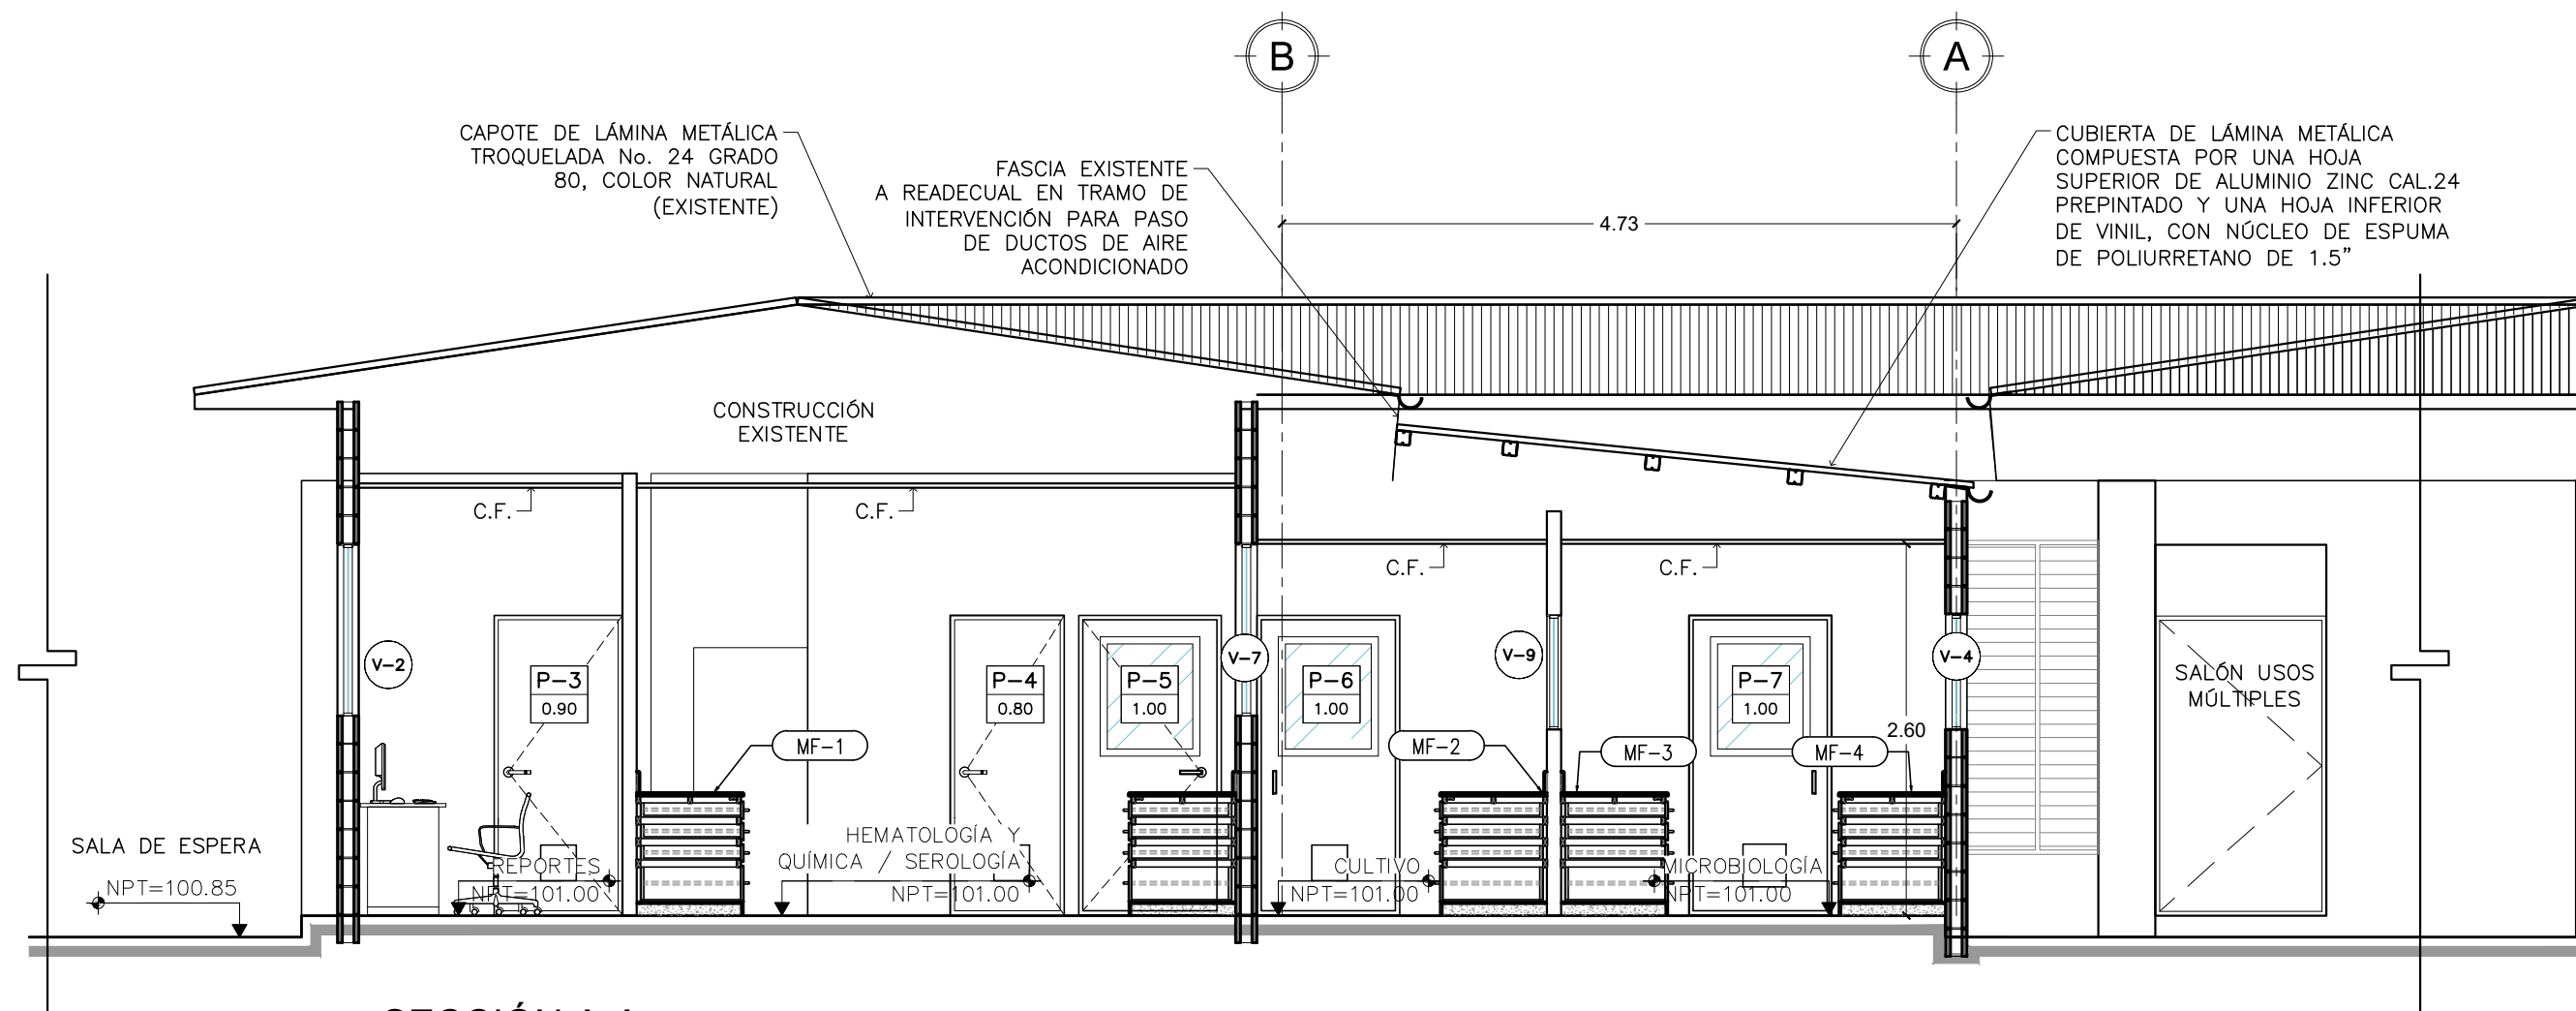 B
A
CAPOTE DE LÁMINA METÁLICA
TROQUELADA No. 24 GRADO
80, COLOR NATURAL
(EXISTENTE)
FASCIA EXISTENTE
A READECUAL EN TRAMO DE
INTERVENCIÓN PARA PASO
DE DUCTOS DE AIRE
ACONDICIONADO
4.73
CUBIERTA DE LÁMINA METÁLICA
COMPUESTA POR UNA HOJA
SUPERIOR DE ALUMINIO ZINC CAL.24
PREPINTADO Y UNA HOJA INFERIOR
DE VINIL, CON NÚCLEO DE ESPUMA
DE POLIURRETANO DE 1.5”
CONSTRUCCIÓN
EXISTENTE
C.F.
C.F.
C.F.
C.F.
V-2
P-3
0.90
P-4
0.80
P-5
1.00
V-7
P-6
1.00
V-9
P-7
1.00
V-4
SALÓN USOS
MÚLTIPLES
MF-1
MF-2
MF-3
MF-4
2.60
SALA DE ESPERA
NPT=100.85
REPORTES
NPT=101.00
HEMATOLOGÍA Y
QUÍMICA / SEROLOGÍA
NPT=101.00
CULTIVO
NPT=101.00
MICROBIOLOGÍA
NPT=101.00
SECCIÓN A-A